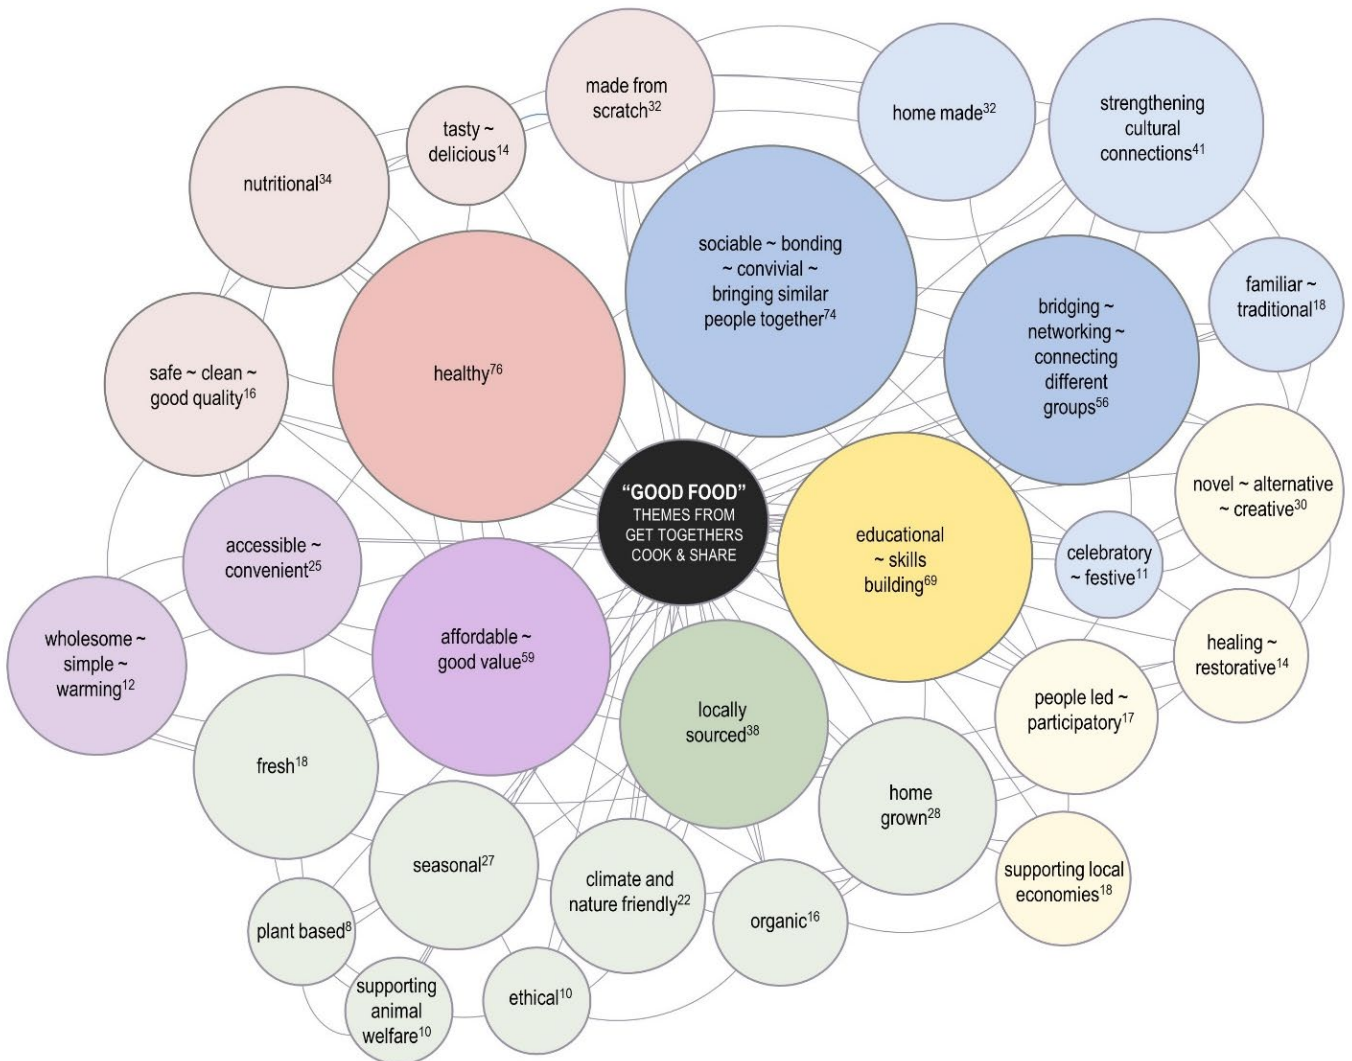 made from
scratch32
home made32
strengthening
cultural
connections41
tasty ~
delicious14
nutritional34
sociable ~ bonding
~ convivial ~
bringing similar
people together74
familiar ~
traditional18
bridging ~
networking ~
connecting
different
groups56
healthy76
safe ~ clean ~
good quality16
novel ~ alternative
~ creative30
“GOOD FOOD”
THEMES FROM
GET TOGETHERS
COOK & SHARE
educational
~ skills
building69
celebratory
~ festive11
accessible ~
convenient25
wholesome ~
simple ~
warming12
affordable ~
good value59
healing ~
restorative14
people led ~
participatory17
locally
sourced38
fresh18
home
grown28
seasonal27
climate and
nature friendly22
supporting local
economies18
organic16
plant based8
supporting
animal
welfare10
ethical10